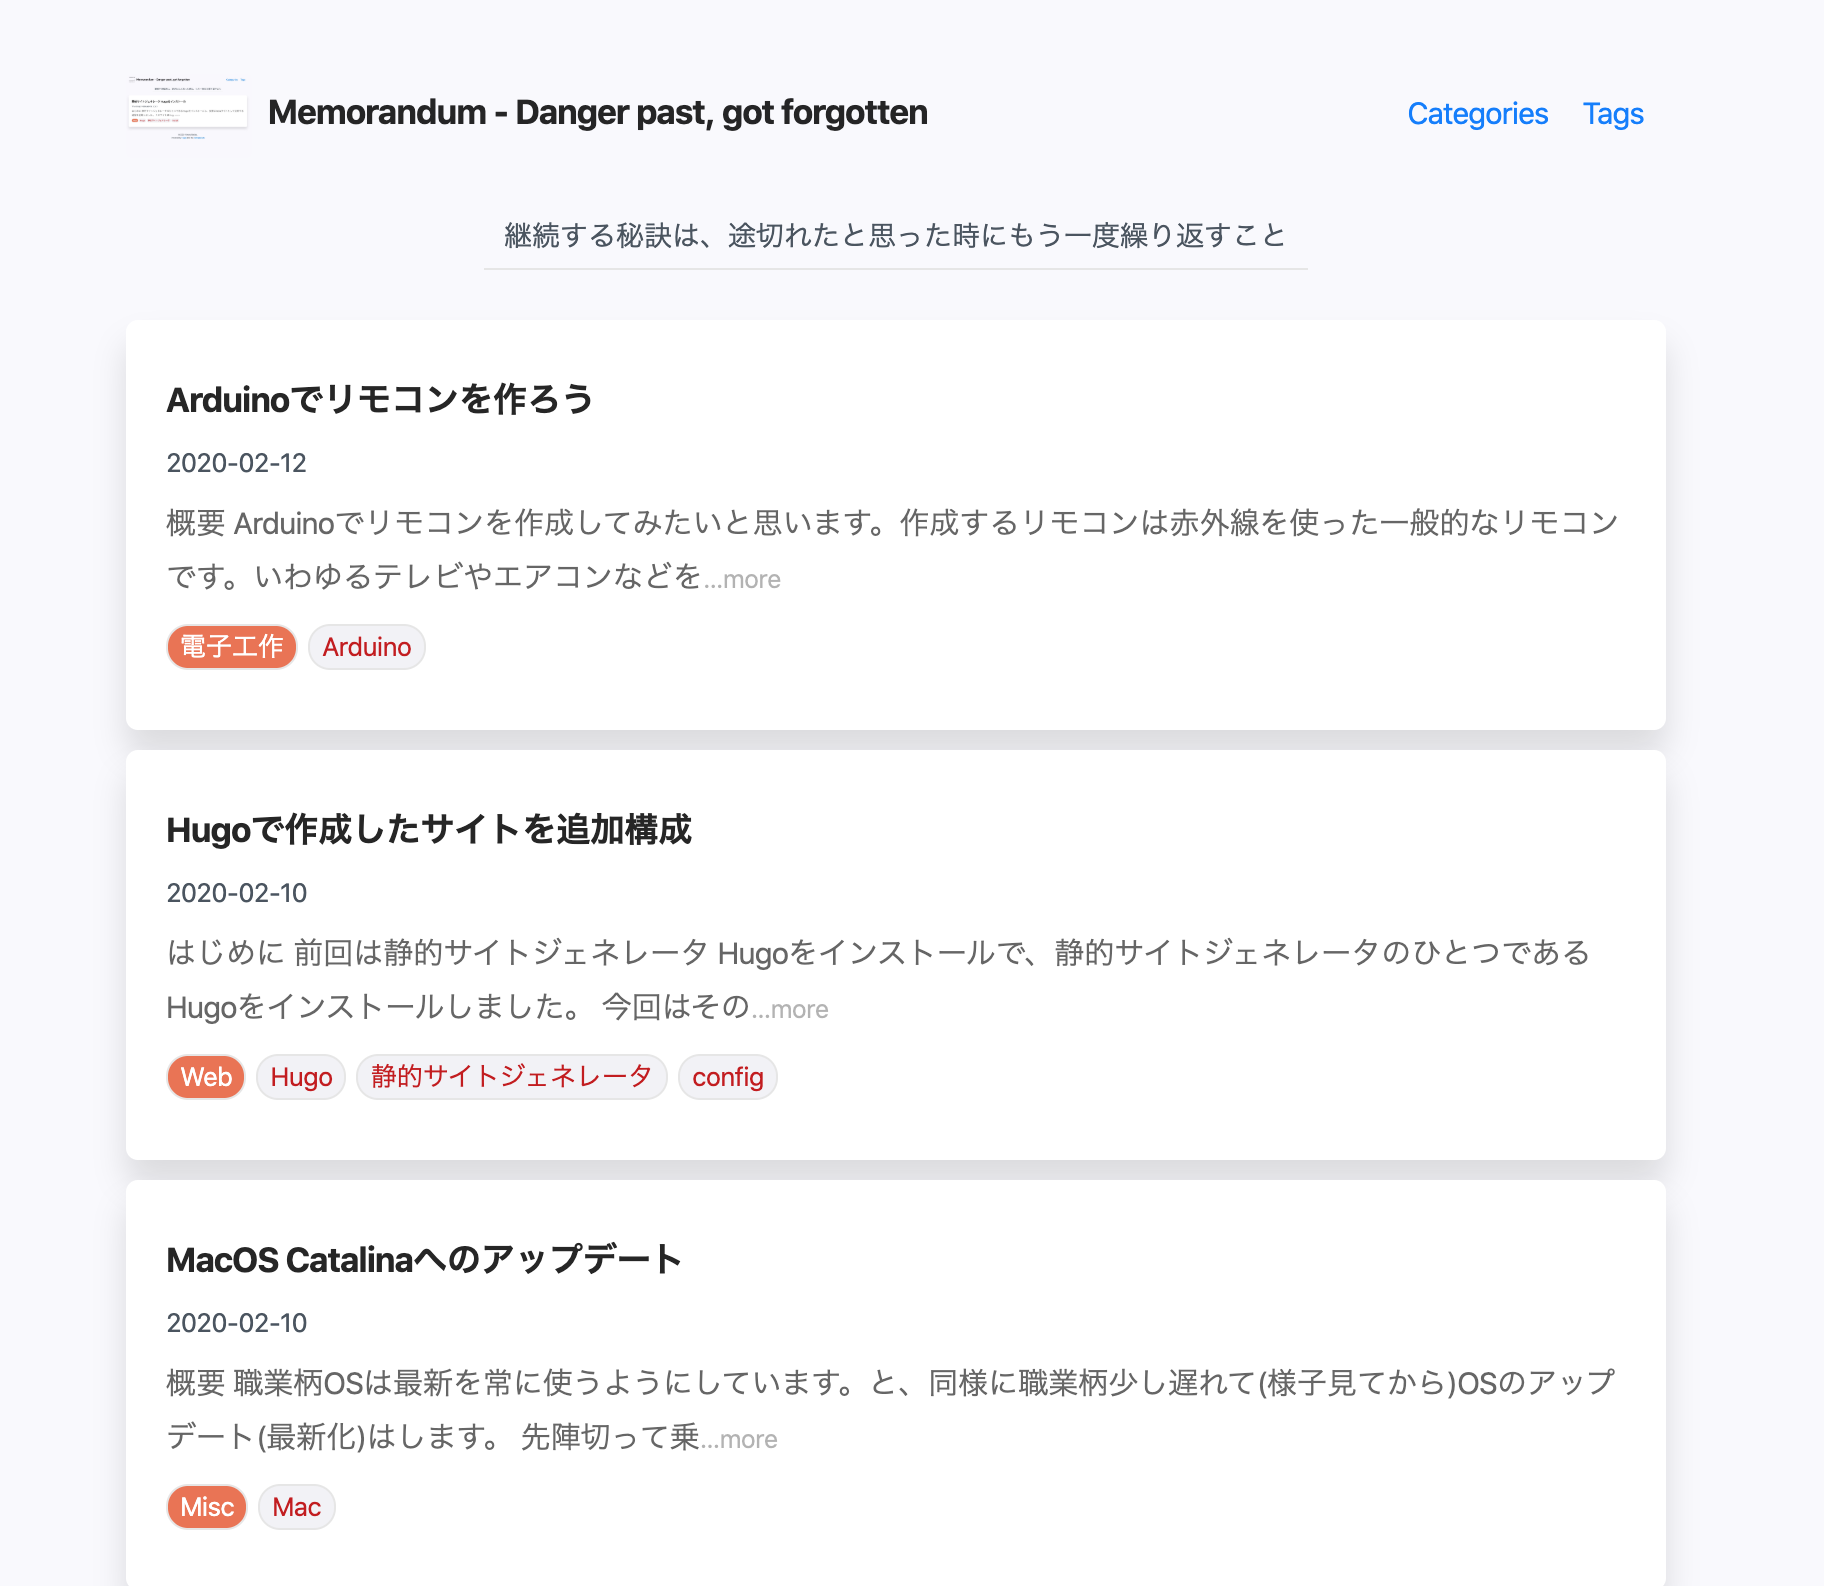 Memorandum - Danger past, got forgotten
Categories Tags
継続する秘訣は、途切れたと思った時にもう一度繰り返すこと
Arduinoでリモコンを作ろう
2020-02-12
概要 Arduinoでリモコンを作成してみたいと思います。作成するリモコンは赤外線を使った一般的なリモコン
です。いわゆるテレビやエアコンなどを...more
電子工作 Arduino
Hugoで作成したサイトを追加構成
2020-02-10
はじめに 前回は静的サイトジェネレータ Hugoをインストールで、静的サイトジェネレータのひとつである
Hugoをインストールしました。 今回はその...more
Web Hugo 静的サイトジェネレータ config
MacOS Catalinaへのアップデート
2020-02-10
概要 職業柄OSは最新を常に使うようにしています。と、同様に職業柄少し遅れて(様子見てから)OSのアップ
デート(最新化)はします。 先陣切って乗...more
Misc Mac